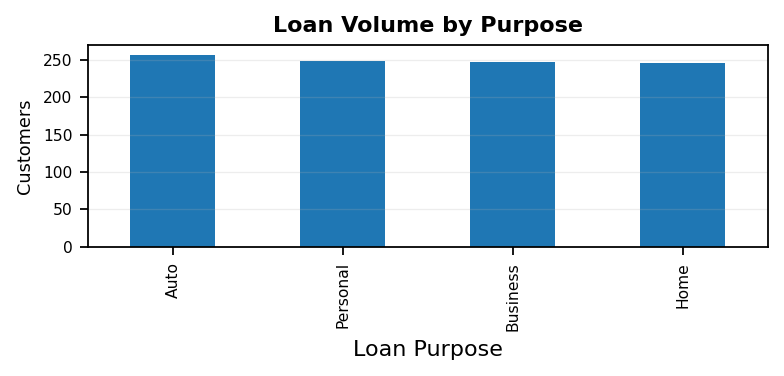 Loan Volume by Purpose
Customers
250
200
150
100
50
0
Auto
Personal
Business
Home
Loan Purpose